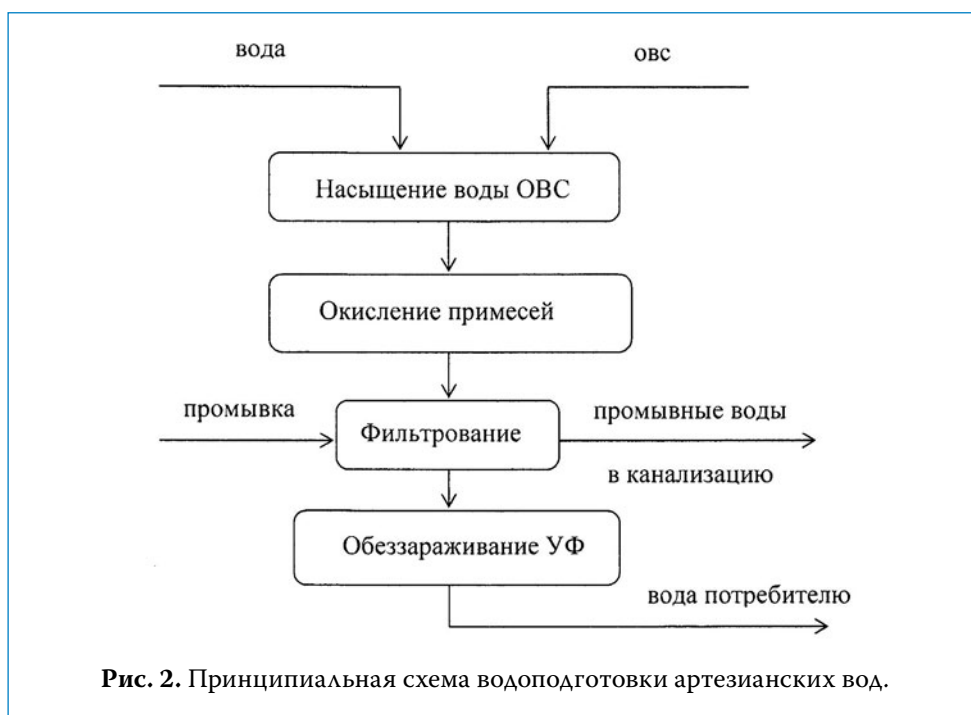 вода
овс
Насыщение воды ОВС
Окисление примесей
промывка
Фильтрование
промывные воды
в канализацию
Обеззараживание УФ
вода потребителю
Рис. 2. Принципиальная схема водоподготовки артезианских вод.